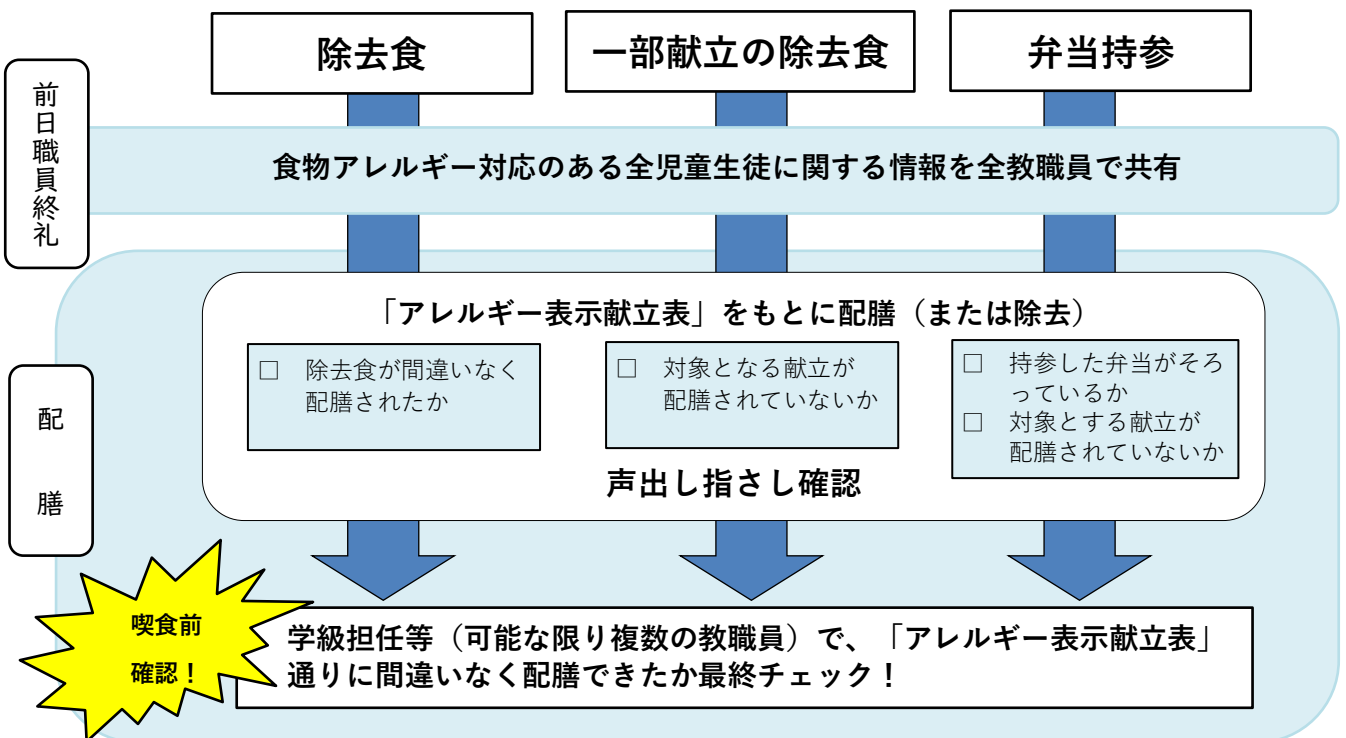 除去食
一部献立の除去食
弁当持参
前日職員終礼
食物アレルギー対応のある全児童生徒に関する情報を全教職員で共有
「アレルギー表示献立表」をもとに配膳（または除去）
□ 除去食が間違いなく
配膳されたか
□ 対象となる献立が
配膳されていないか
□ 持参した弁当がそろ
っているか
□ 対象とする献立が
配膳されていないか
声出し指さし確認
配膳
喫食前
確認！
学級担任等（可能な限り複数の教職員）で、「アレルギー表示献立表」
通りに間違いなく配膳できたか最終チェック！